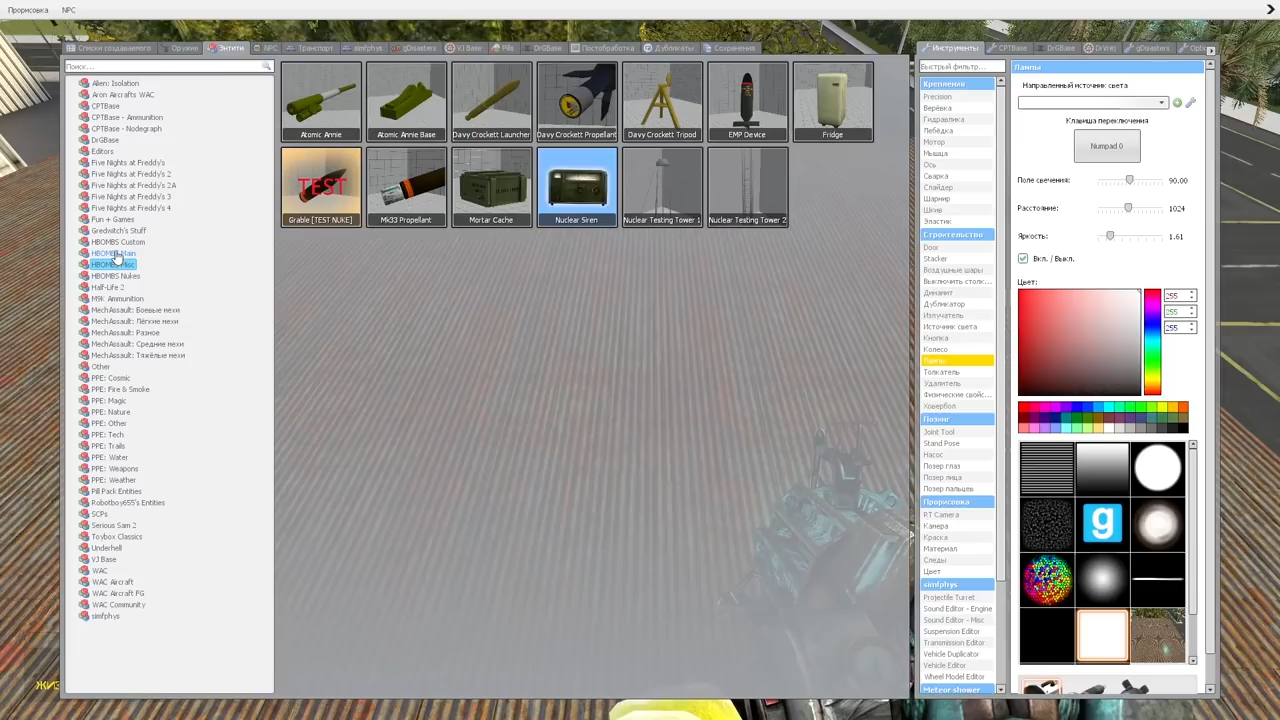 Прорисовка NPC
Списки создаваемого Оружие Энтити NPC Транспорт simfphys gDisasters VJ Base Pills DrGBase Постобработка Дубликаты Сохранения
Поиск...
Alien: Isolation
Aron Aircrafts WAC
CPTBase
CPTBase - Ammunition
CPTBase - Nodegraph
DrGBase
Editors
Five Nights at Freddy's
Five Nights at Freddy's 2
Five Nights at Freddy's 2A
Five Nights at Freddy's 3
Five Nights at Freddy's 4
Fun + Games
Gredwitch's Stuff
HBOMBS Custom
HBOMBS Main
HBOMBS Misc
HBOMBS Nukes
Half-Life 2
M9K Ammunition
MechAssault: Боевые мехи
MechAssault: Лёгкие мехи
MechAssault: Разное
MechAssault: Средние мехи
MechAssault: Тяжёлые мехи
Other
PPE: Cosmic
PPE: Fire & Smoke
PPE: Magic
PPE: Nature
PPE: Other
PPE: Tech
PPE: Trails
PPE: Water
PPE: Weapons
PPE: Weather
Pill Pack Entities
Robotboy655's Entities
SCPs
Serious Sam 2
Toybox Classics
Underhell
VJ Base
WAC
WAC Aircraft
WAC Aircraft FG
WAC Community
simfphys
Atomic Annie
Atomic Annie Base
Davy Crockett Launcher
Davy Crockett Propellant
Davy Crockett Tripod
EMP Device
Fridge
TEST
Grable [TEST NUKE]
Mk33 Propellant
Mortar Cache
Nuclear Siren
Nuclear Testing Tower 1
Nuclear Testing Tower 2
Инструменты CPTBase DrGBase DrVrej gDisasters Opti
Быстрый фильтр...
Крепления
Precision
Верёвка
Гидравлика
Лебёдка
Мотор
Мышца
Ось
Сварка
Слайдер
Шарнир
Шкив
Эластик
Строительство
Door
Stacker
Воздушные шары
Выключить столк...
Динамит
Дубликатор
Излучатель
Источник света
Кнопка
Колесо
Лампы
Толкатель
Удалитель
Физические свойс...
Ховербол
Позинг
Joint Tool
Stand Pose
Насос
Позер глаз
Позер лица
Позер пальцев
Прорисовка
RT Camera
Камера
Краска
Материал
Следы
Цвет
simfphys
Projectile Turret
Sound Editor - Engine
Sound Editor - Misc
Suspension Editor
Transmission Editor
Vehicle Duplicator
Vehicle Editor
Wheel Model Editor
Meteor shower
Лампы
Направленный источник света
Клавиша переключения
Numpad 0
Поле свечения: 90.00
Расстояние: 1024
Яркость: 1.61
Вкл. / Выкл.
Цвет:
255
255
255
g
ЖИЗ